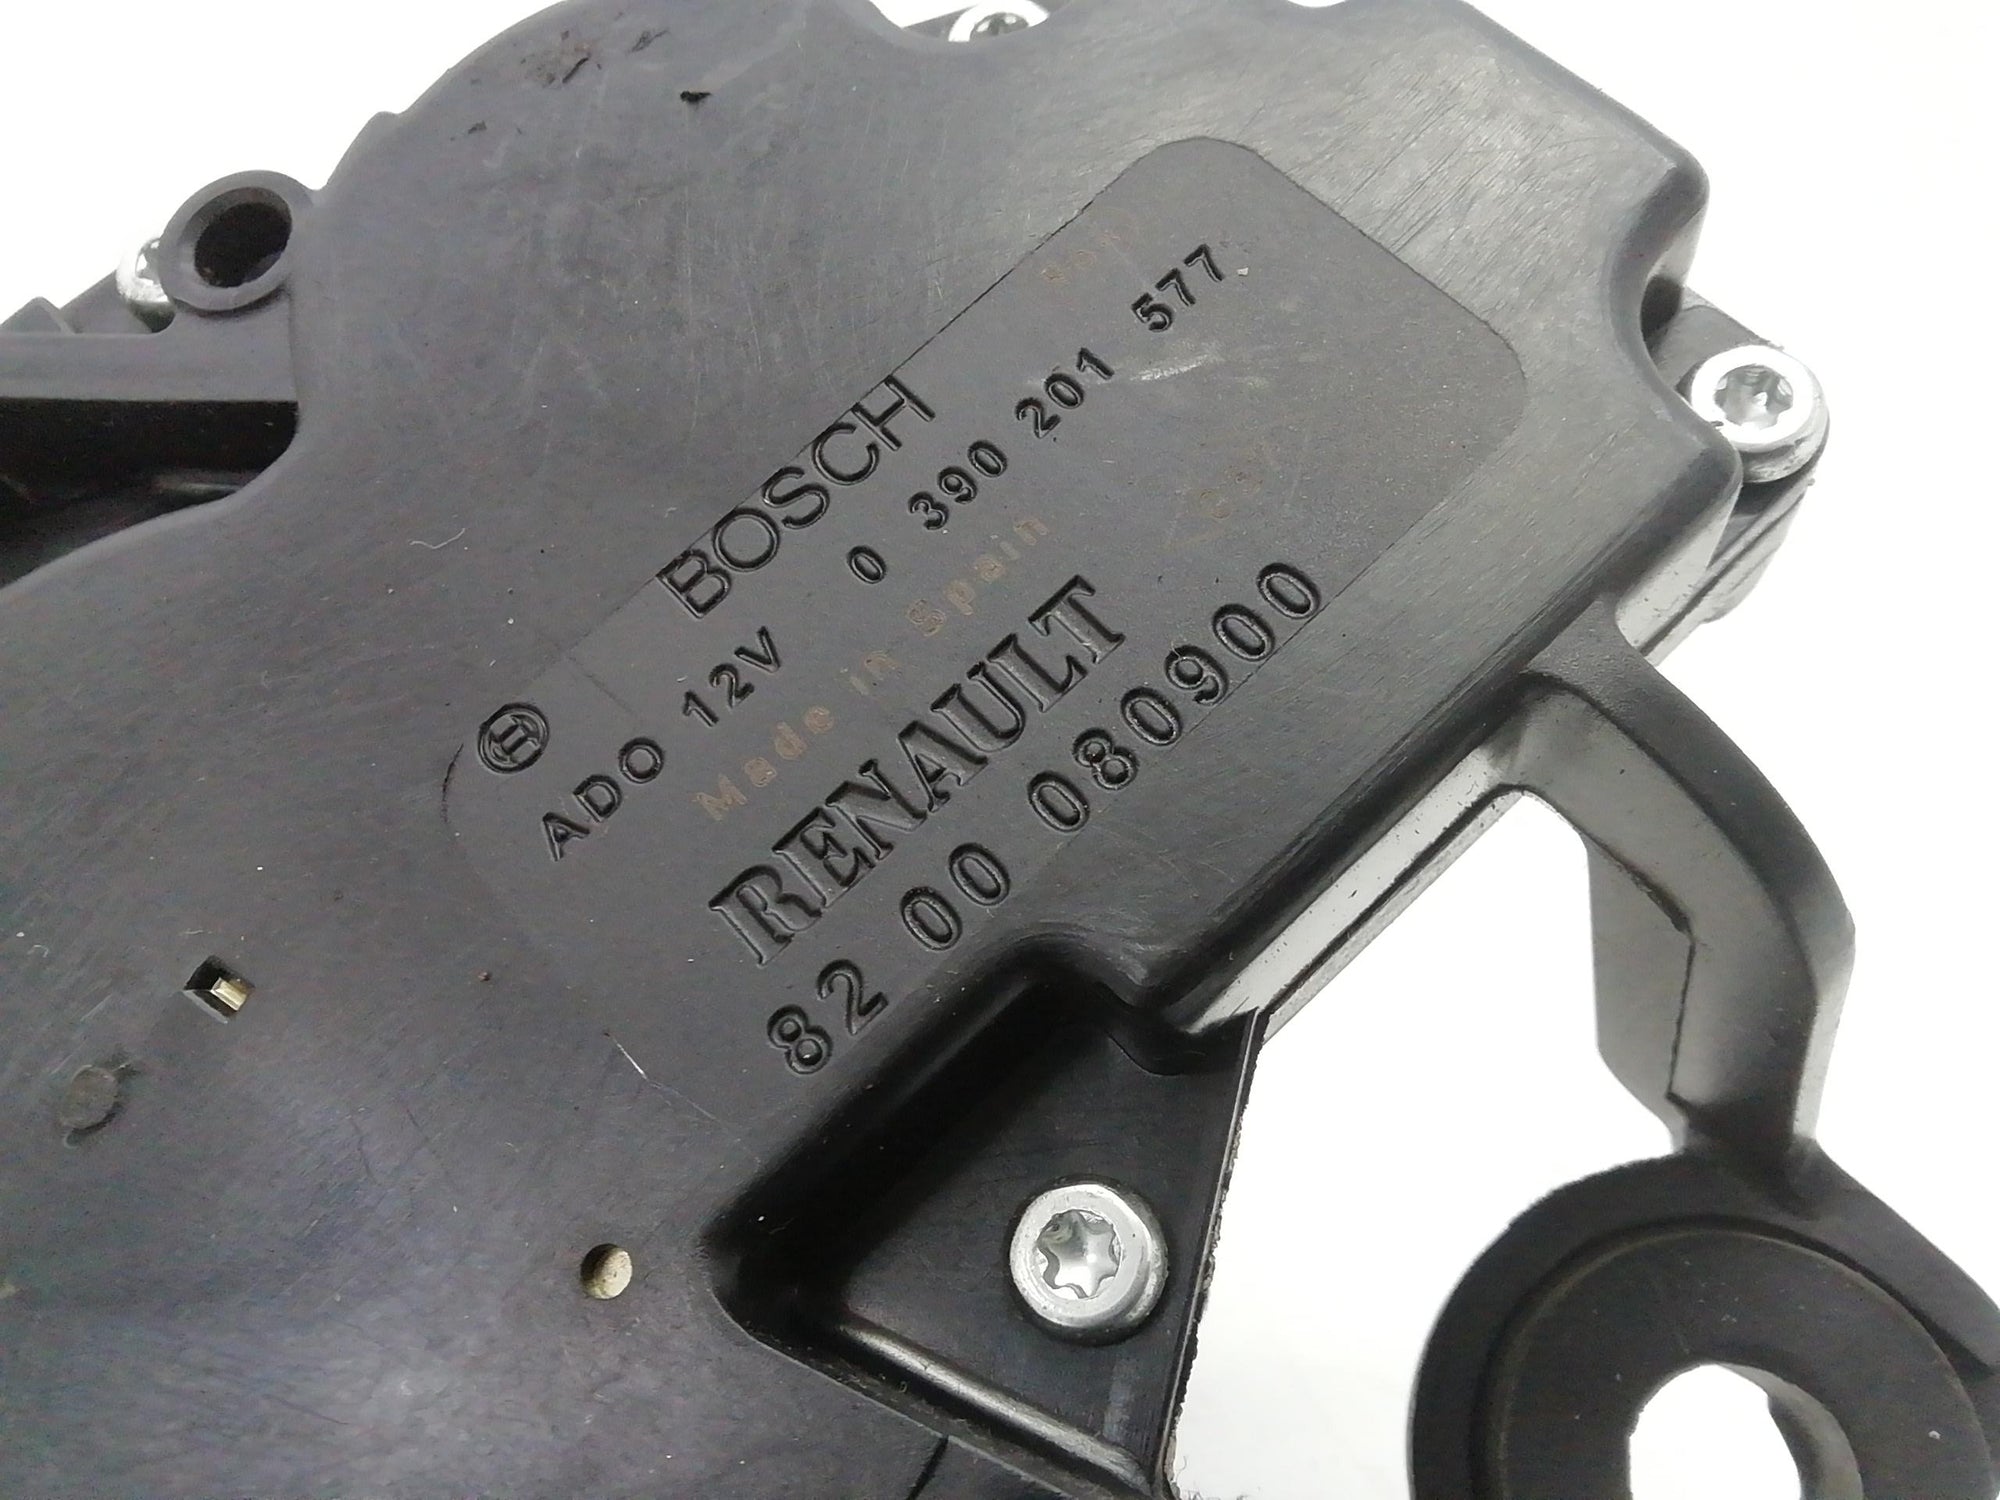 BOSCH
ADO 12V 0 390 201 577
Made in Spain
RENAULT
82 00 080900